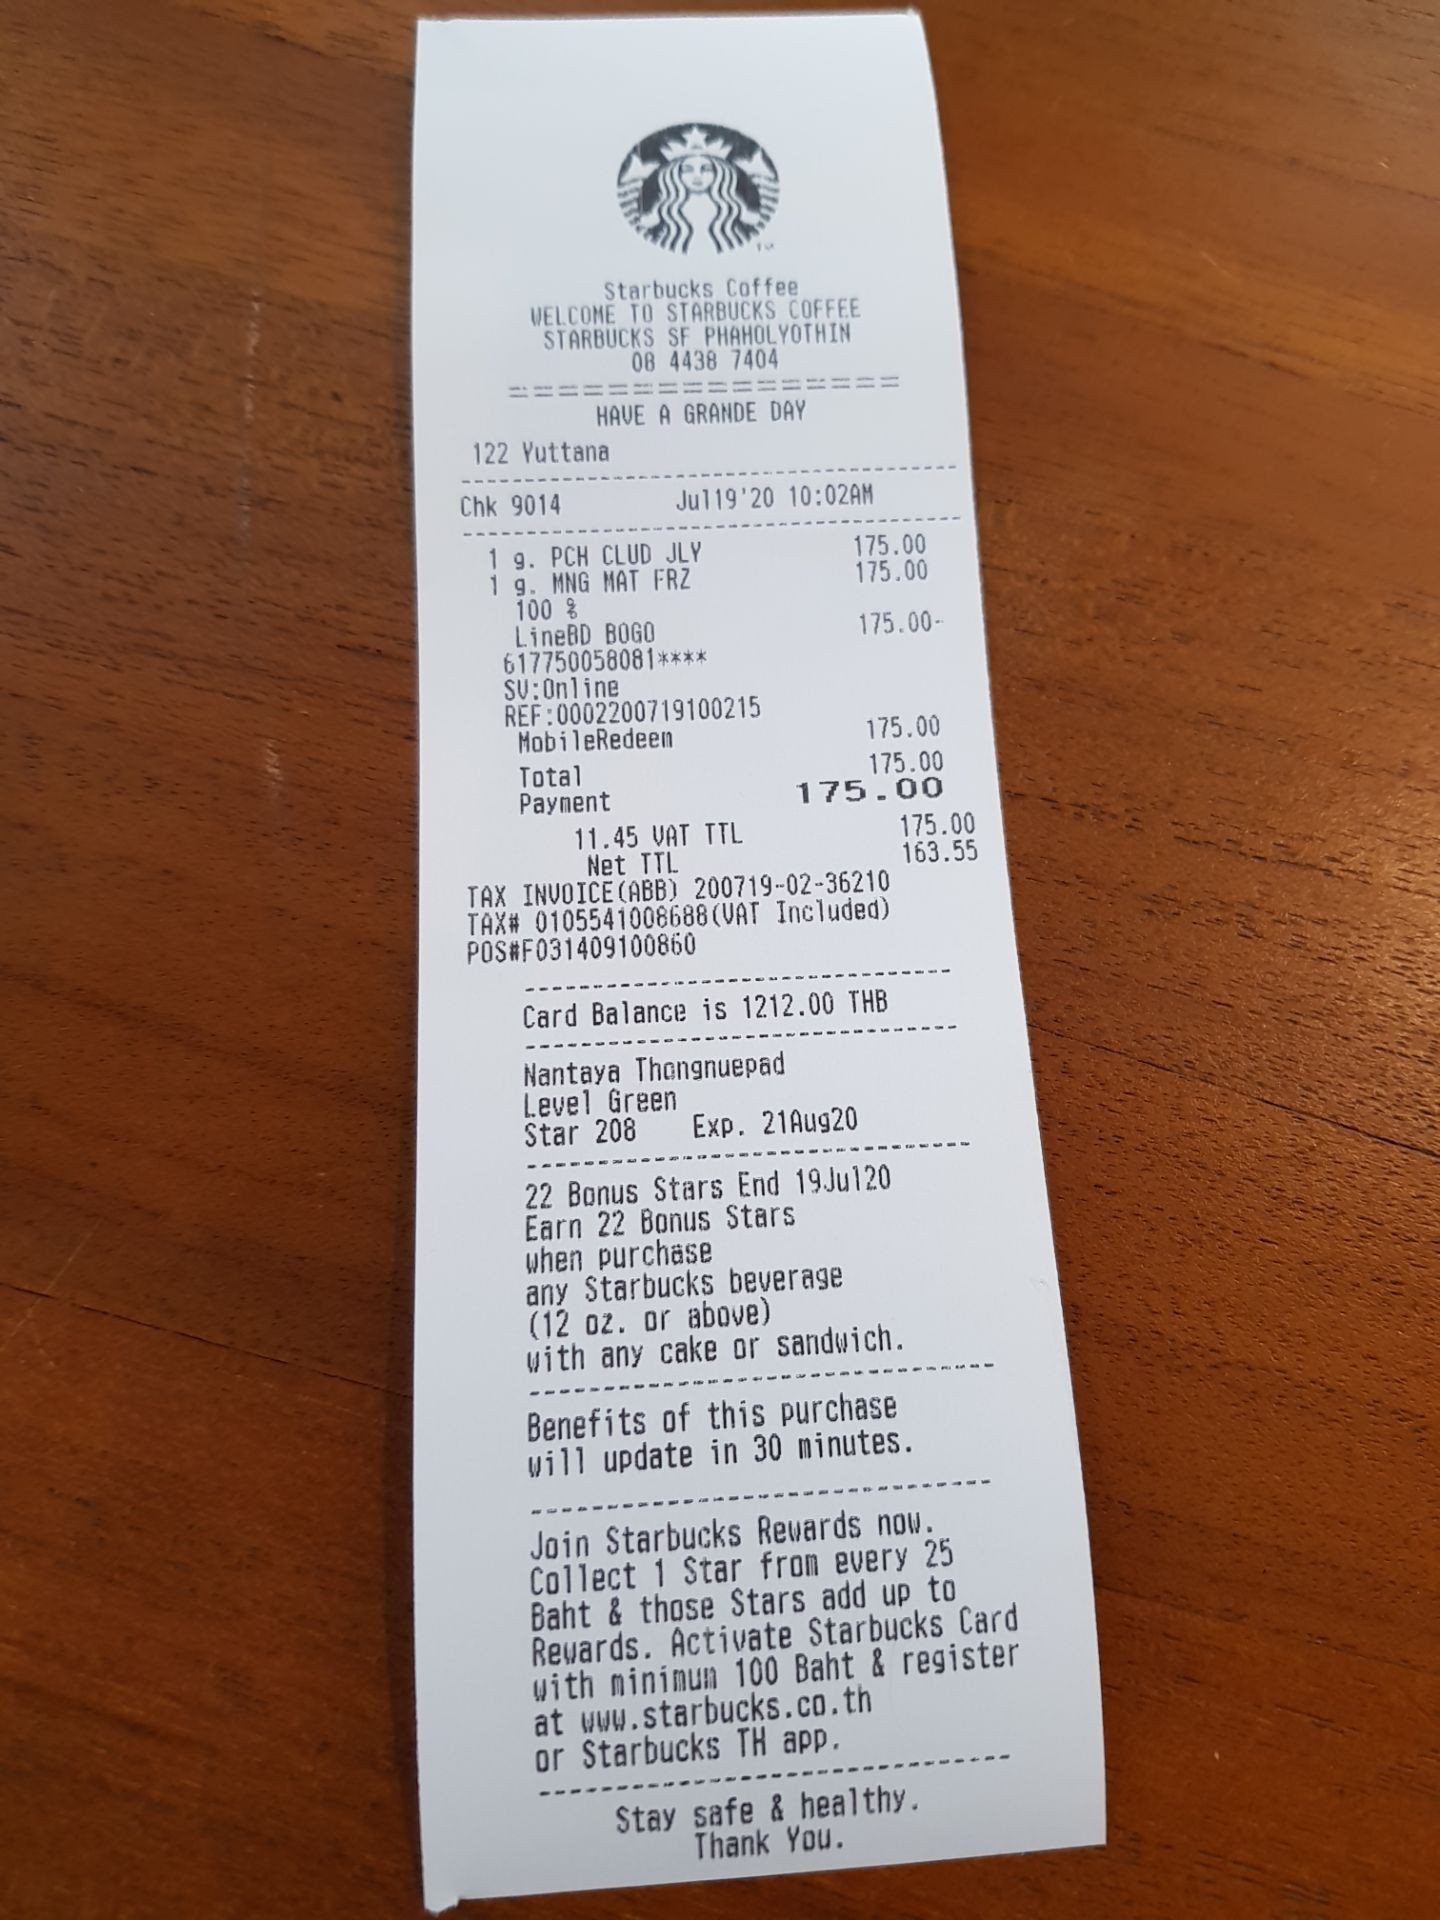 Starbucks Coffee
WELCOME TO STARBUCKS COFFEE
STARBUCKS SF PHAHOLYOTHIN
08 4438 7404
================
HAVE A GRANDE DAY
122 Yuttana
Chk 9014 Jul19'20 10:02AM
1 g. PCH CLUD JLY 175.00
1 g. MNG MAT FRZ 175.00
100 %
LineBD BOGO 175.00-
617750058081****
SV:Online
REF:0002200719100215
MobileRedeem 175.00
Total 175.00
Payment 175.00
11.45 VAT TTL 175.00
Net TTL 163.55
TAX INVOICE(ABB) 200719-02-36210
TAX# 0105541008688(VAT Included)
POS#F031409100860
Card Balance is 1212.00 THB
Nantaya Thongnuepad
Level Green
Star 208 Exp. 21Aug20
22 Bonus Stars End 19Jul20
Earn 22 Bonus Stars
when purchase
any Starbucks beverage
(12 oz. or above)
with any cake or sandwich.
Benefits of this purchase
will update in 30 minutes.
Join Starbucks Rewards now.
Collect 1 Star from every 25
Baht & those Stars add up to
Rewards. Activate Starbucks Card
with minimum 100 Baht & register
at www.starbucks.co.th
or Starbucks TH app.
Stay safe & healthy.
Thank You.